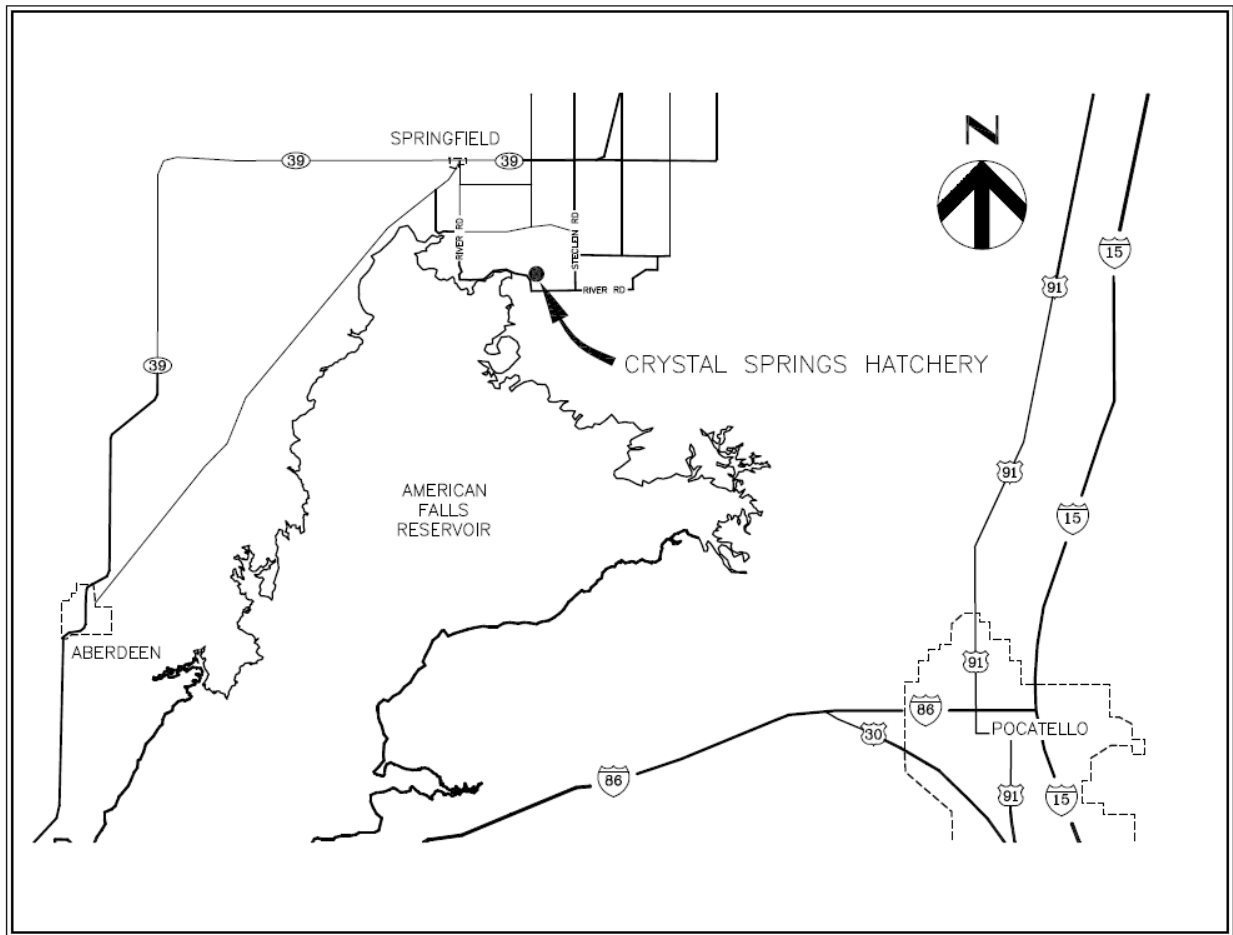 SPRINGFIELD
39
39
N
RIVER RD
STECLEIN RD
15
91
RIVER RD
39
CRYSTAL SPRINGS HATCHERY
91
AMERICAN
FALLS
RESERVOIR
15
ABERDEEN
91
86
30
POCATELLO
86
91
15